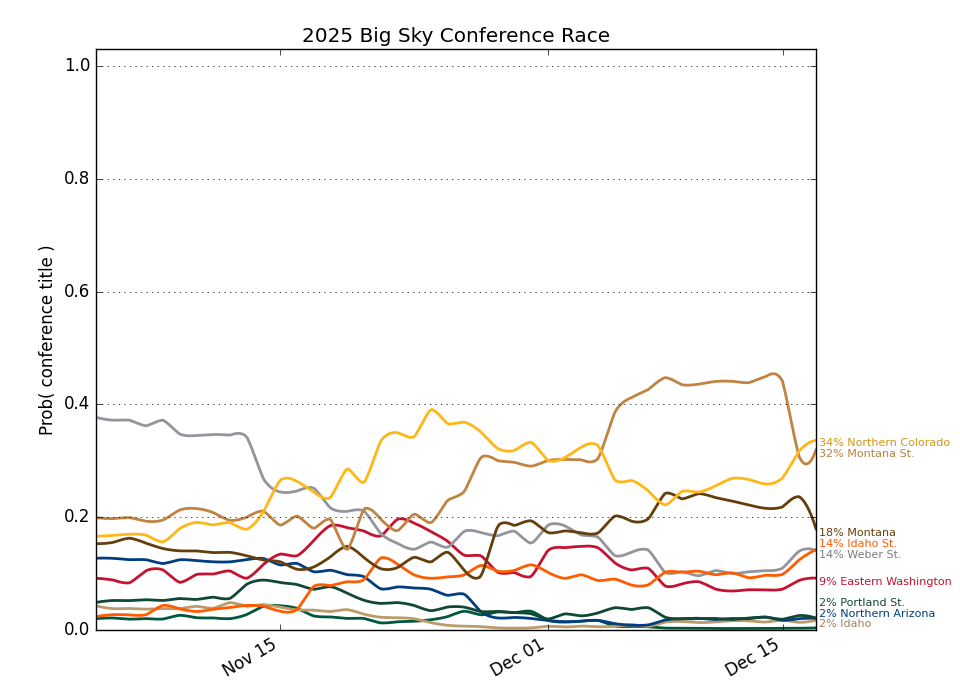 2025 Big Sky Conference Race
Prob( conference title )
1.0
0.8
0.6
0.4
0.2
0.0
Nov 15
Dec 01
Dec 15
34% Northern Colorado
32% Montana St.
18% Montana
14% Idaho St.
14% Weber St.
9% Eastern Washington
2% Portland St.
2% Northern Arizona
2% Idaho